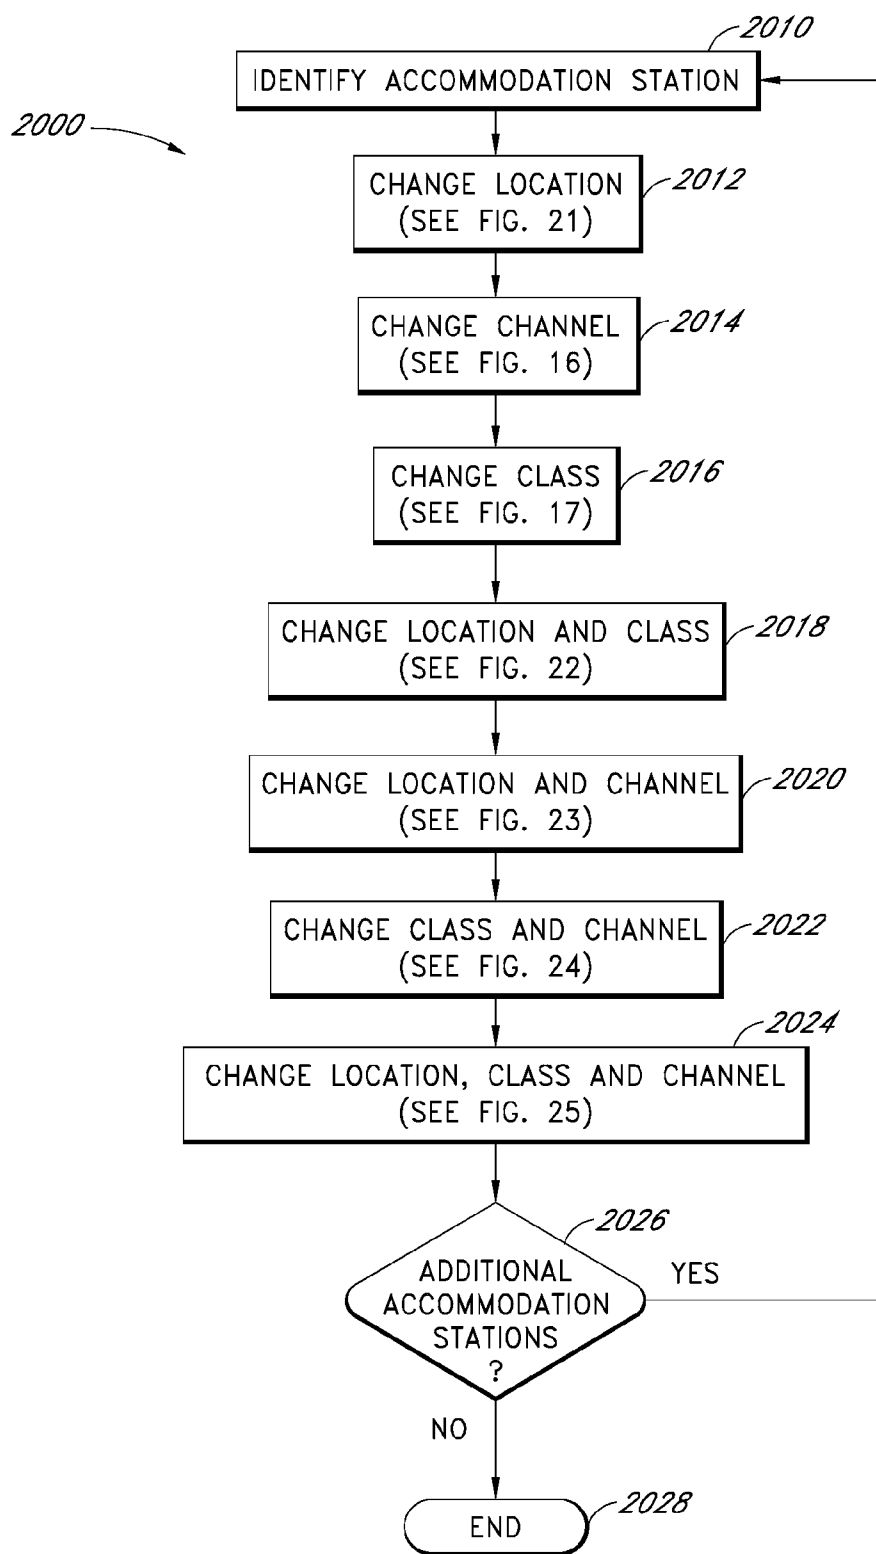 2010
IDENTIFY ACCOMMODATION STATION
2000
CHANGE LOCATION
(SEE FIG. 21)
2012
CHANGE CHANNEL
(SEE FIG. 16)
2014
CHANGE CLASS
(SEE FIG. 17)
2016
CHANGE LOCATION AND CLASS
(SEE FIG. 22)
2018
CHANGE LOCATION AND CHANNEL
(SEE FIG. 23)
2020
CHANGE CLASS AND CHANNEL
(SEE FIG. 24)
2022
2024
CHANGE LOCATION, CLASS AND CHANNEL
(SEE FIG. 25)
2026
ADDITIONAL
ACCOMMODATION
STATIONS
?
YES
NO
END
2028